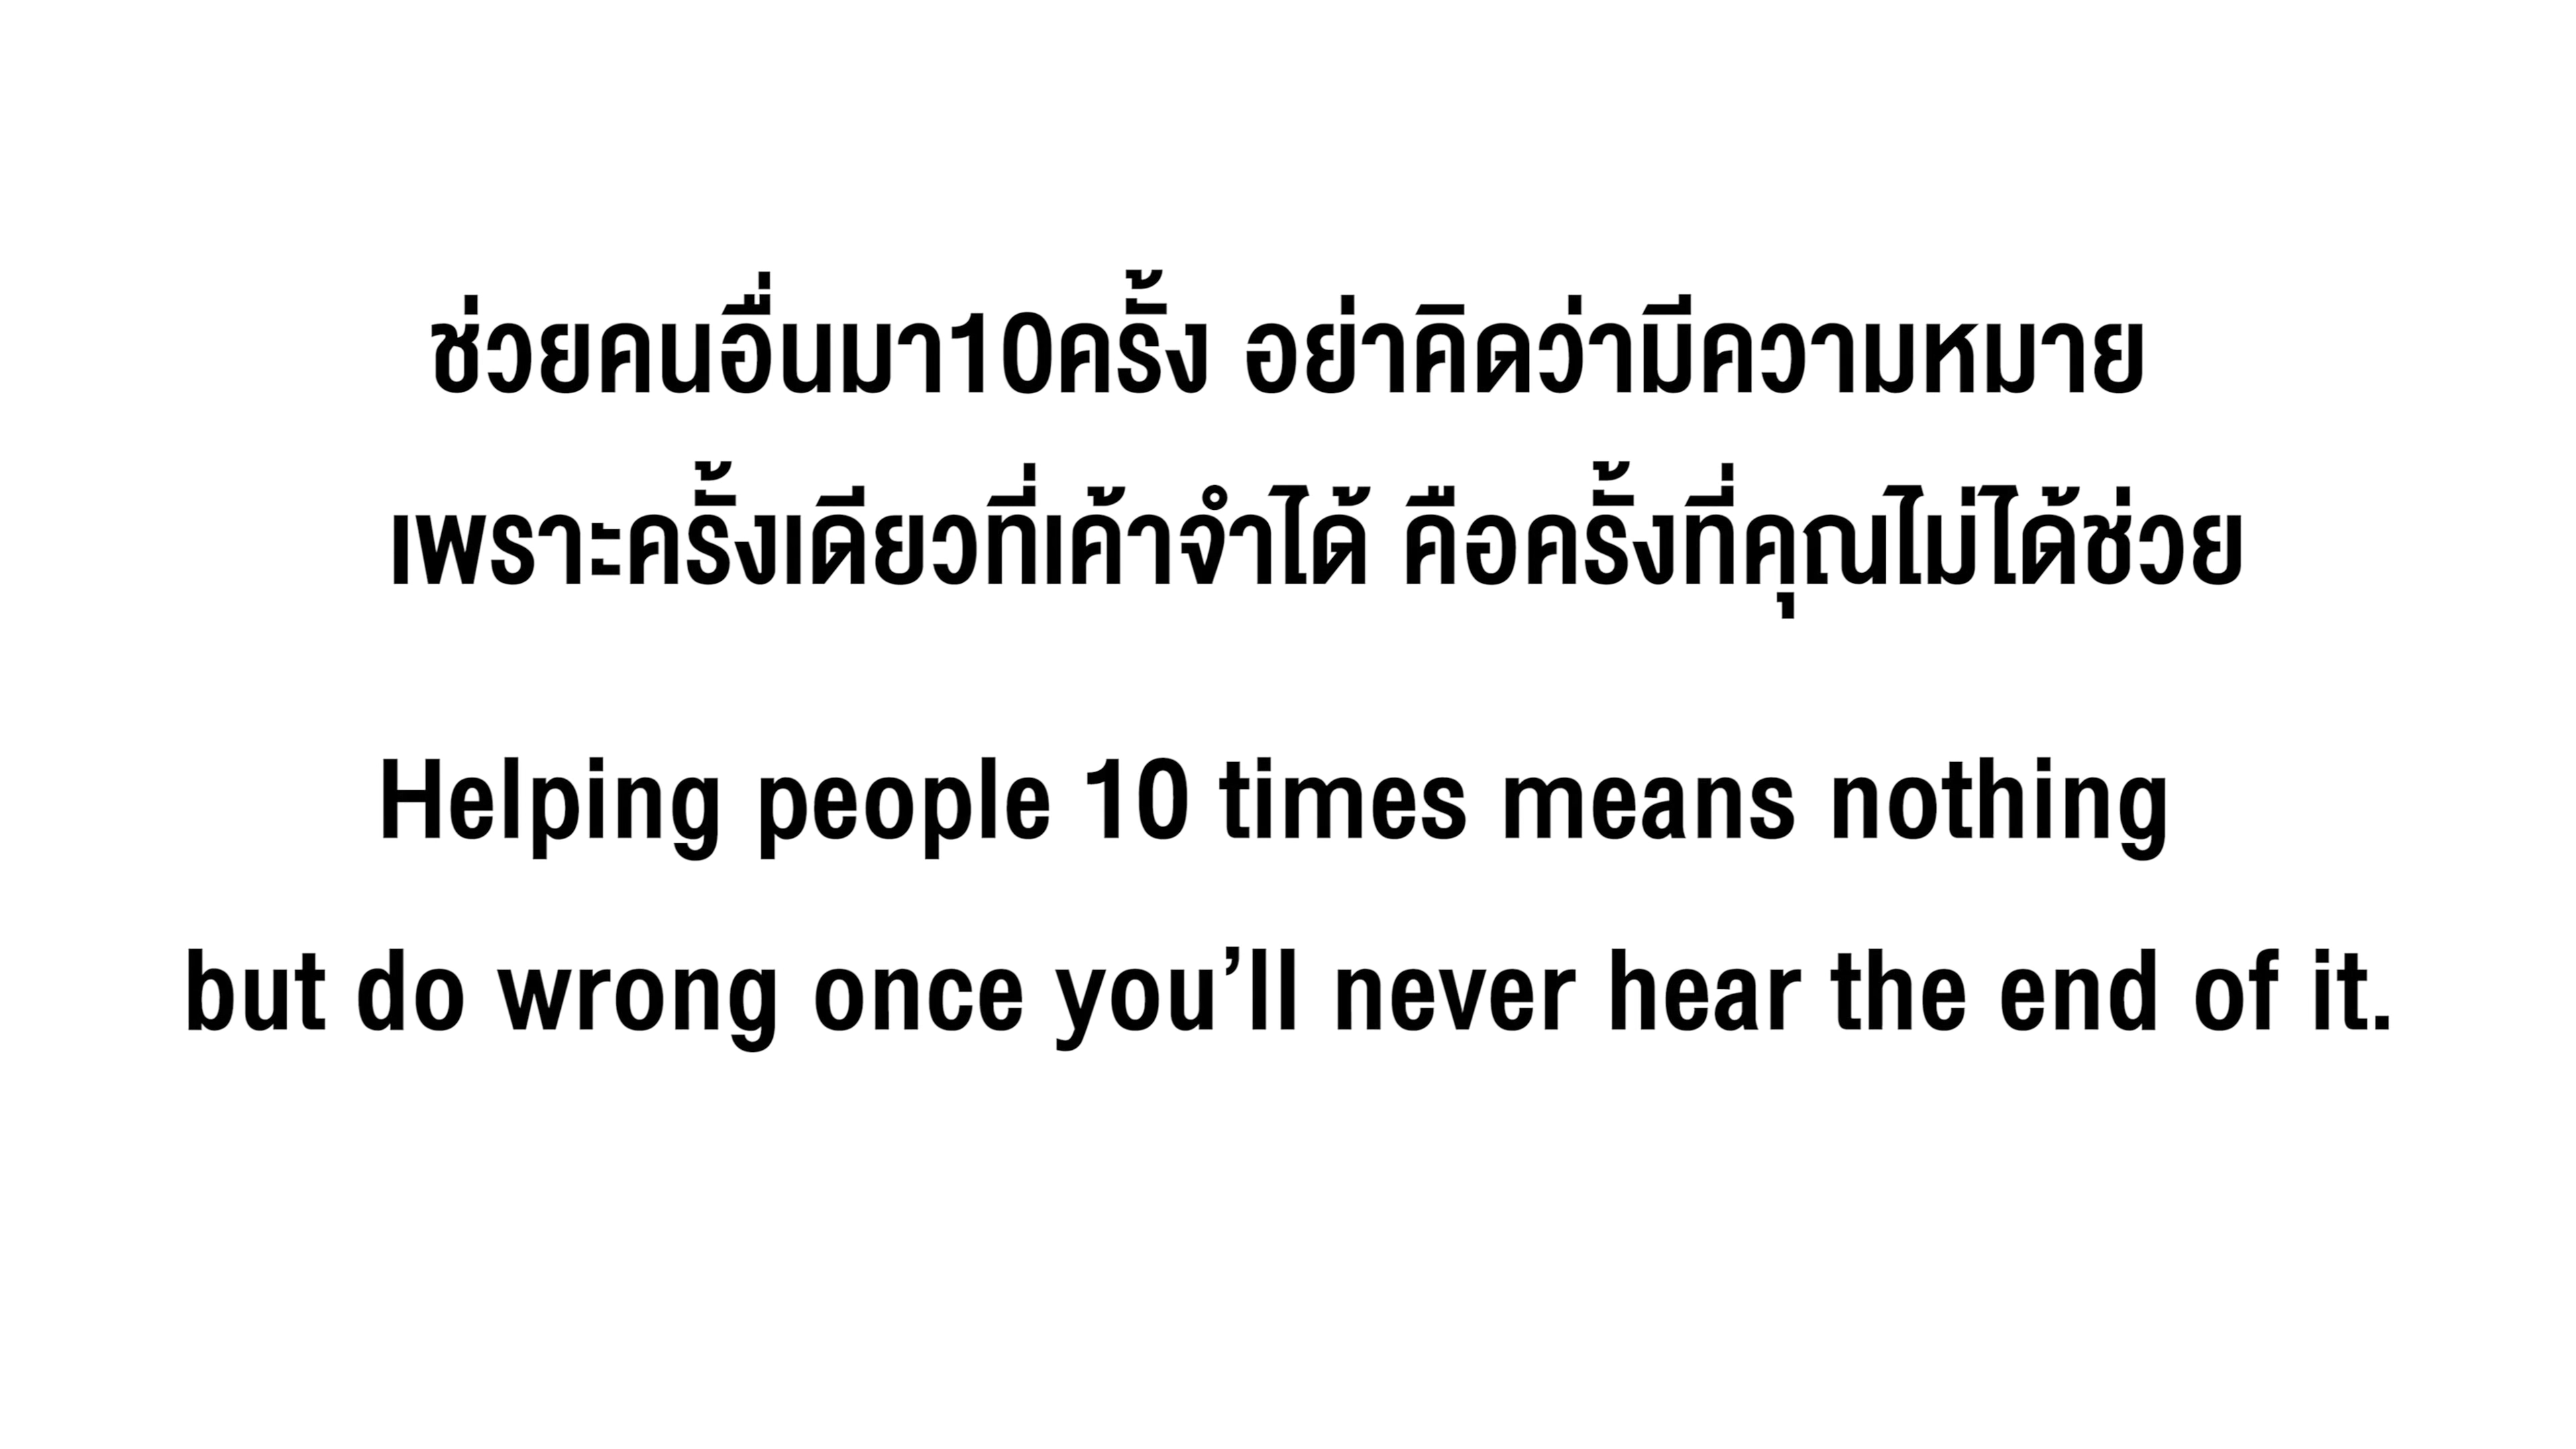 ช่วยคนอื่นมา10ครั้ง อย่าคิดว่ามีความหมาย
เพราะครั้งเดียวที่เค้าจำได้ คือครั้งที่คุณไม่ได้ช่วย
Helping people 10 times means nothing
but do wrong once you’ll never hear the end of it.